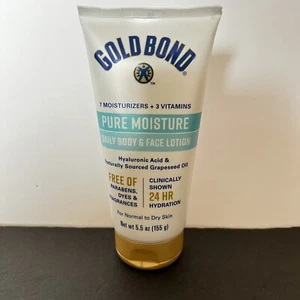 GOLD BOND
™
7 MOISTURIZERS + 3 VITAMINS
PURE MOISTURE
DAILY BODY & FACE LOTION
Hyaluronic Acid &
Naturally Sourced Grapeseed Oil
FREE OF
PARABENS,
DYES &
FRAGRANCES
CLINICALLY
SHOWN
24 HR
HYDRATION
For Normal to Dry Skin
Net wt 5.5 oz (155 g)